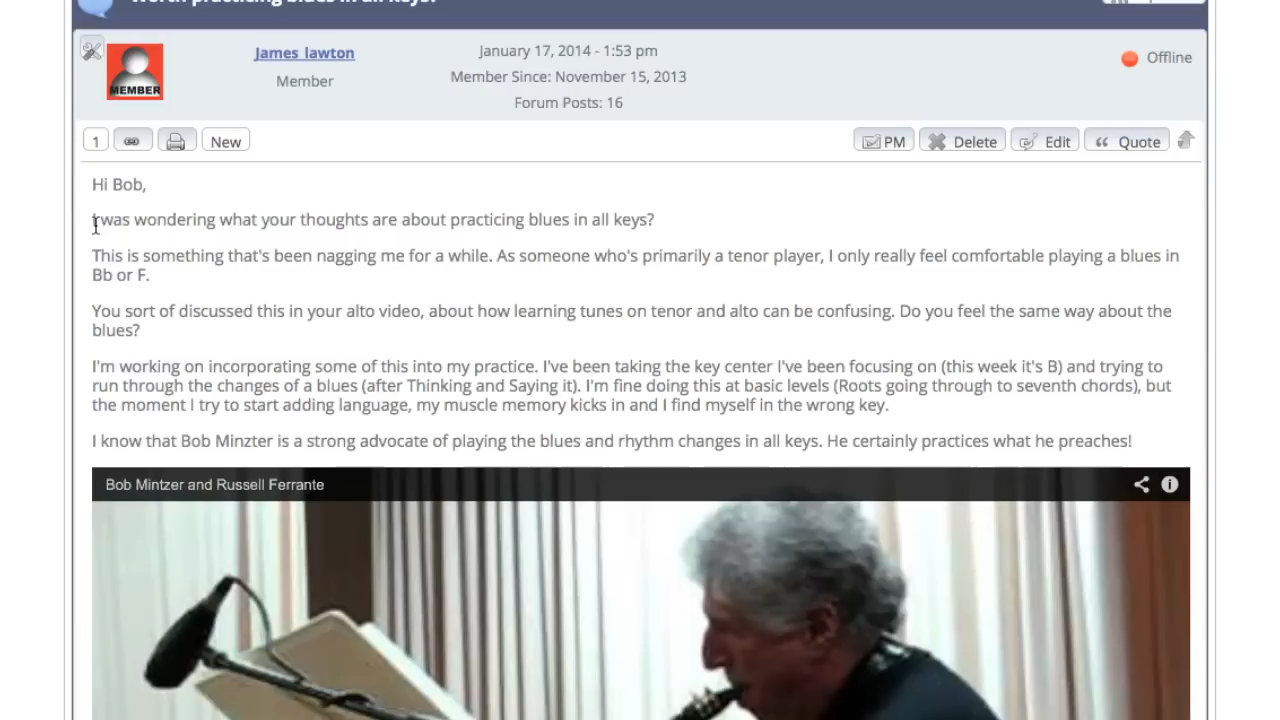 Worth practicing blues in all keys?
James lawton
January 17, 2014 - 1:53 pm
Offline
MEMBER
Member
Member Since: November 15, 2013
Forum Posts: 16
1
New
PM
Delete
Edit
Quote
Hi Bob,
I was wondering what your thoughts are about practicing blues in all keys?
This is something that's been nagging me for a while. As someone who's primarily a tenor player, I only really feel comfortable playing a blues in
Bb or F.
You sort of discussed this in your alto video, about how learning tunes on tenor and alto can be confusing. Do you feel the same way about the
blues?
I'm working on incorporating some of this into my practice. I've been taking the key center I've been focusing on (this week it's B) and trying to
run through the changes of a blues (after Thinking and Saying it). I'm fine doing this at basic levels (Roots going through to seventh chords), but
the moment I try to start adding language, my muscle memory kicks in and I find myself in the wrong key.
I know that Bob Minzter is a strong advocate of playing the blues and rhythm changes in all keys. He certainly practices what he preaches!
Bob Mintzer and Russell Ferrante